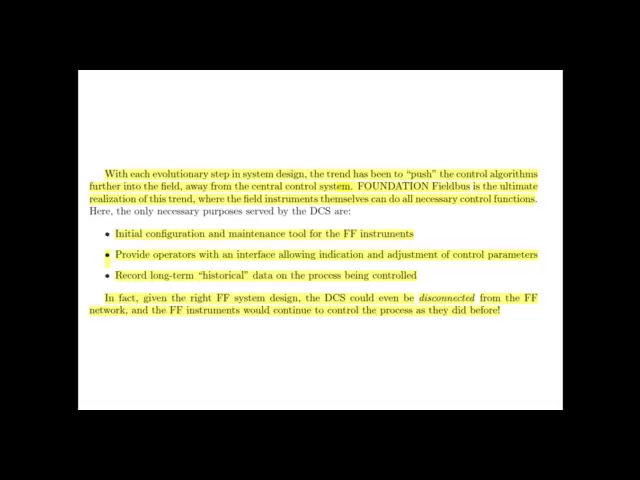 With each evolutionary step in system design, the trend has been to “push” the control algorithms
further into the field, away from the central control system. FOUNDATION Fieldbus is the ultimate
realization of this trend, where the field instruments themselves can do all necessary control functions.
Here, the only necessary purposes served by the DCS are:
• Initial configuration and maintenance tool for the FF instruments
• Provide operators with an interface allowing indication and adjustment of control parameters
• Record long-term “historical” data on the process being controlled
In fact, given the right FF system design, the DCS could even be disconnected from the FF
network, and the FF instruments would continue to control the process as they did before!